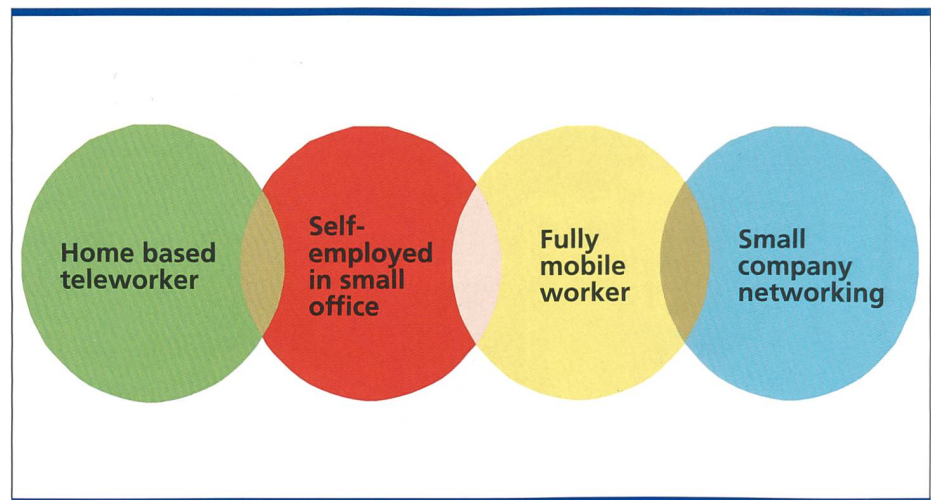 Home based
teleworker
Self-
employed
in small
office
Fully
mobile
worker
Small
company
networking